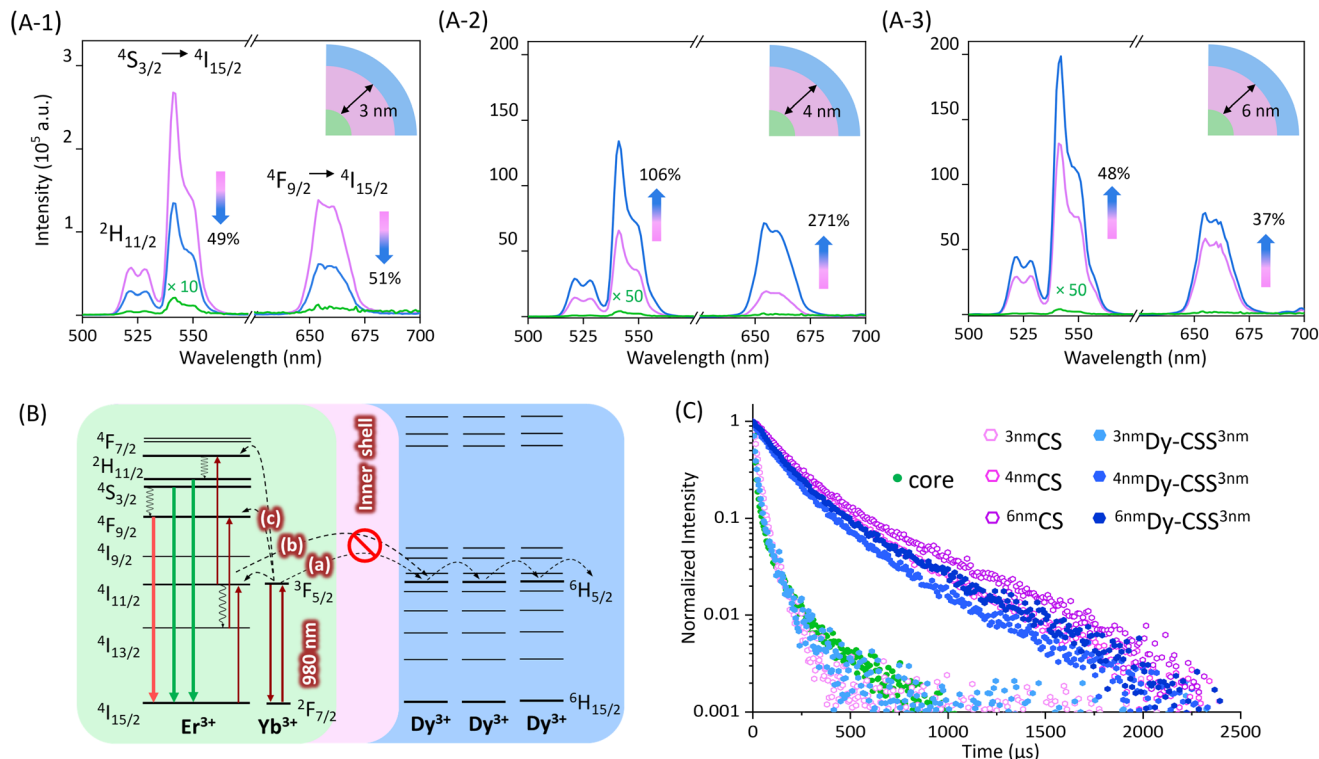 (A-1)
⁴S₃/₂ → ⁴I₁₅/₂
3 nm
⁴F₉/₂ → ⁴I₁₅/₂
²H₁₁/₂
49%
51%
× 10
3
2
1
0
Intensity (10⁵ a.u.)
500 550 650 700
Wavelength (nm)
(A-2)
4 nm
106%
271%
× 50
200
150
100
50
0
500 550 650 700
Wavelength (nm)
(A-3)
6 nm
48%
37%
× 50
200
150
100
50
0
500 550 650 700
Wavelength (nm)
(B)
Inner shell
⁴F₇/₂
²H₁₁/₂
⁴S₃/₂
⁴F₉/₂
⁴I₉/₂
⁴I₁₁/₂
⁴I₁₃/₂
⁴I₁₅/₂
(c)
(b)
(a)
³F₅/₂
980 nm
²F₇/₂
⁶H₅/₂
⁶H₁₅/₂
Er³⁺ Yb³⁺ Dy³⁺ Dy³⁺ Dy³⁺
(C)
core
³ⁿᵐCS
⁴ⁿᵐCS
⁶ⁿᵐCS
³ⁿᵐDy-CSS³ⁿᵐ
⁴ⁿᵐDy-CSS³ⁿᵐ
⁶ⁿᵐDy-CSS³ⁿᵐ
1
0.1
0.01
0.001
Normalized Intensity
0 500 1000 1500 2000 2500
Time (µs)